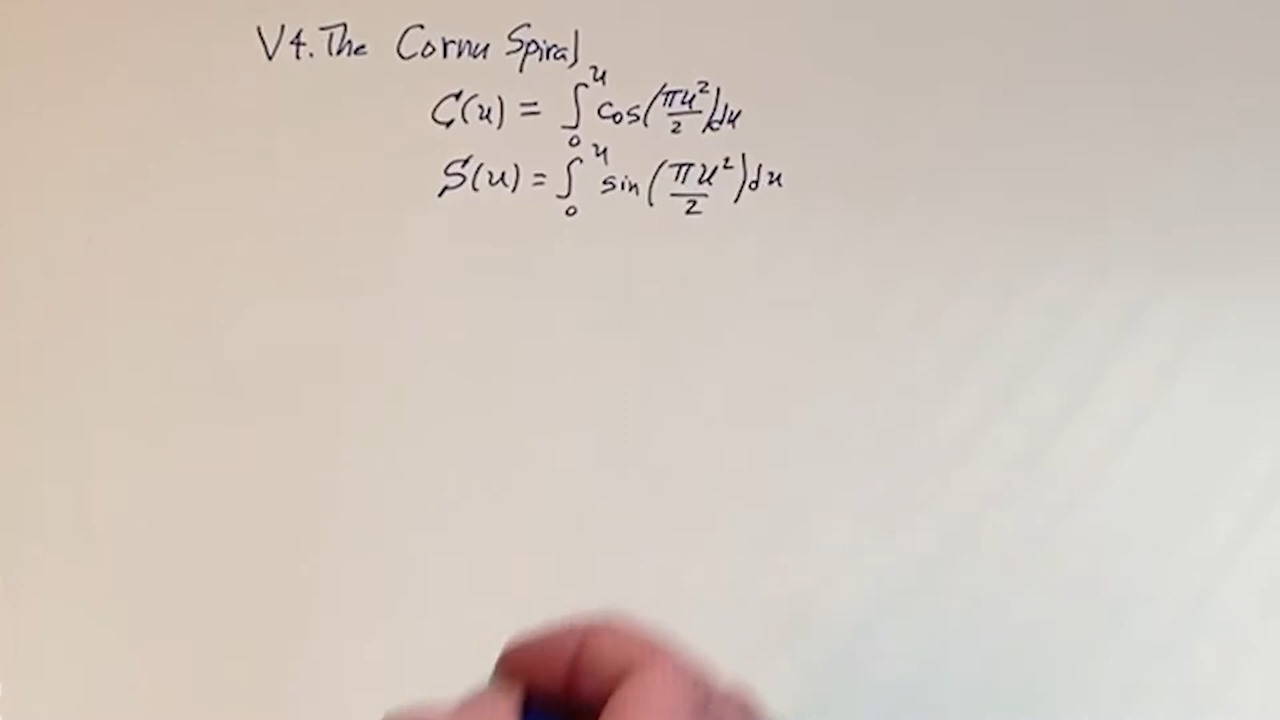 V4. The Cornu Spiral
C(u) = ∫₀ᵘ cos(πu²/2)du
S(u) = ∫₀ᵘ sin(πu²/2)du